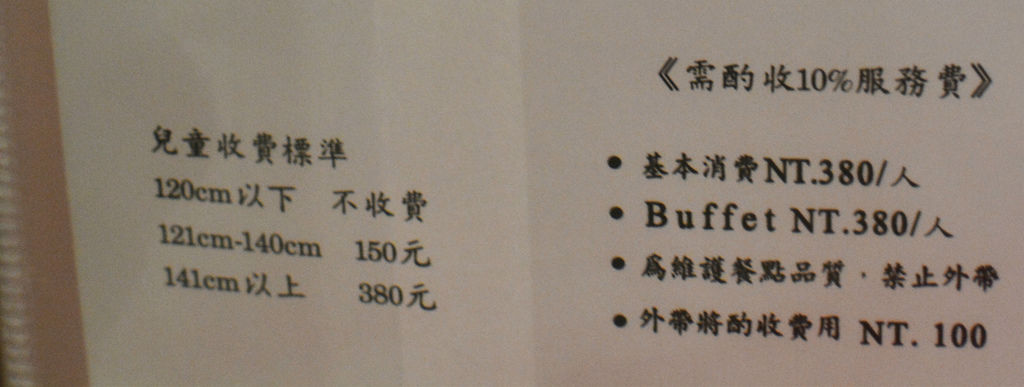 兒童收費標準
120cm以下 不收費
121cm-140cm 150元
141cm以上 380元
《需酌收10%服務費》
● 基本消費NT.380/人
● Buffet NT.380/人
● 為維護餐點品質,禁止外帶
● 外帶將酌收費用 NT. 100